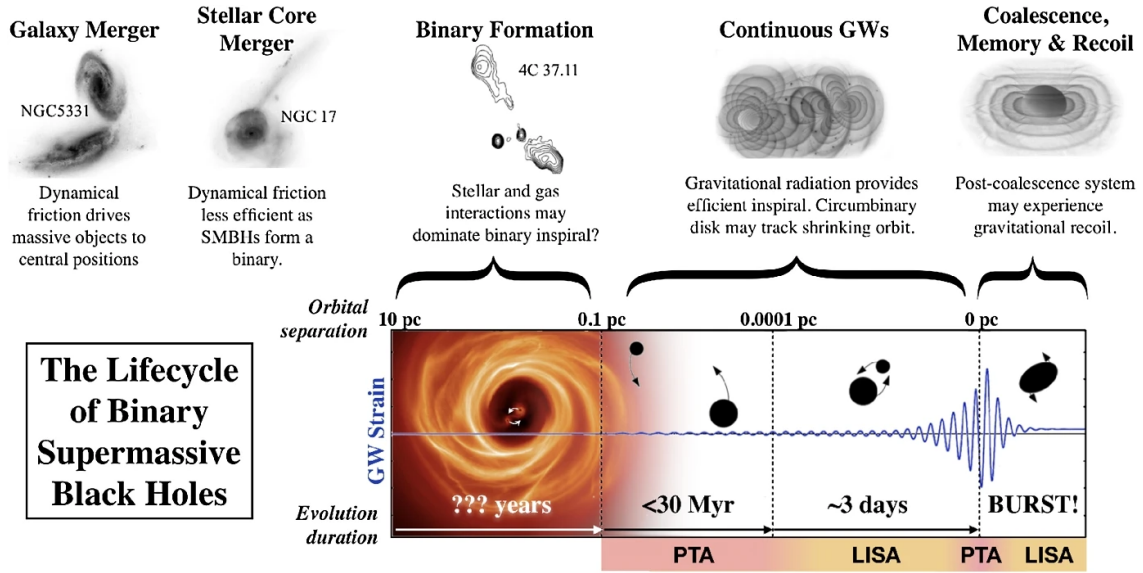 Galaxy Merger
NGC5331
Dynamical
friction drives
massive objects to
central positions
Stellar Core
Merger
NGC 17
Dynamical friction
less efficient as
SMBHs form a
binary.
Binary Formation
4C 37.11
Stellar and gas
interactions may
dominate binary inspiral?
Continuous GWs
Gravitational radiation provides
efficient inspiral. Circumbinary
disk may track shrinking orbit.
Coalescence,
Memory & Recoil
Post-coalescence system
may experience
gravitational recoil.
The Lifecycle
of Binary
Supermassive
Black Holes
Orbital
separation
10 pc
0.1 pc
0.0001 pc
0 pc
GW Strain
??? years
<30 Myr
~3 days
BURST!
Evolution
duration
PTA
LISA
PTA
LISA